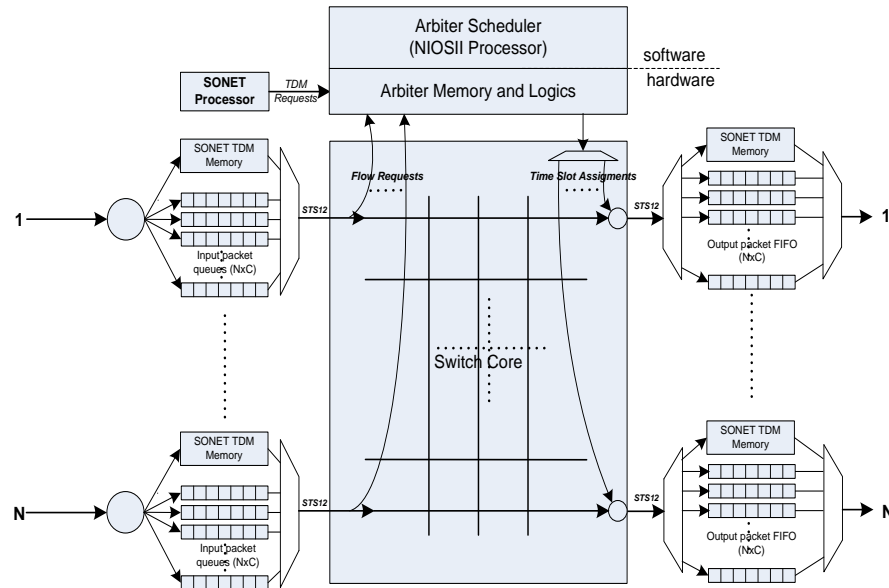 Arbiter Scheduler
(NIOSII Processor)
software
hardware
SONET
Processor
TDM
Requests
Arbiter Memory and Logics
SONET TDM
Memory
Flow Requests
Time Slot Assigments
SONET TDM
Memory
STS12
STS12
1
1
Input packet
queues (NxC)
Output packet FIFO
(NxC)
Switch Core
SONET TDM
Memory
SONET TDM
Memory
STS12
STS12
N
N
Input packet
queues (NxC)
Output packet FIFO
(NxC)